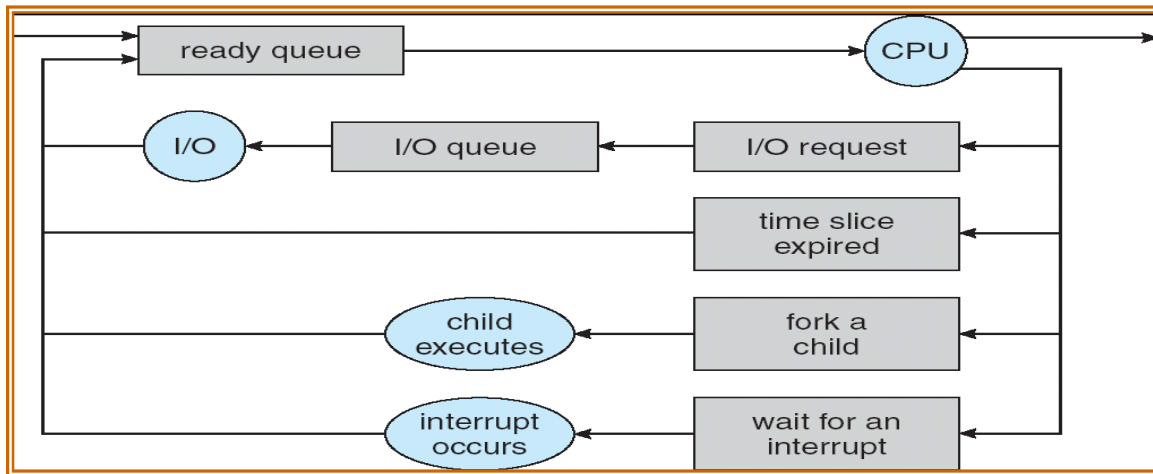 ready queue
CPU
I/O
I/O queue
I/O request
time slice
expired
child
executes
fork a
child
interrupt
occurs
wait for an
interrupt